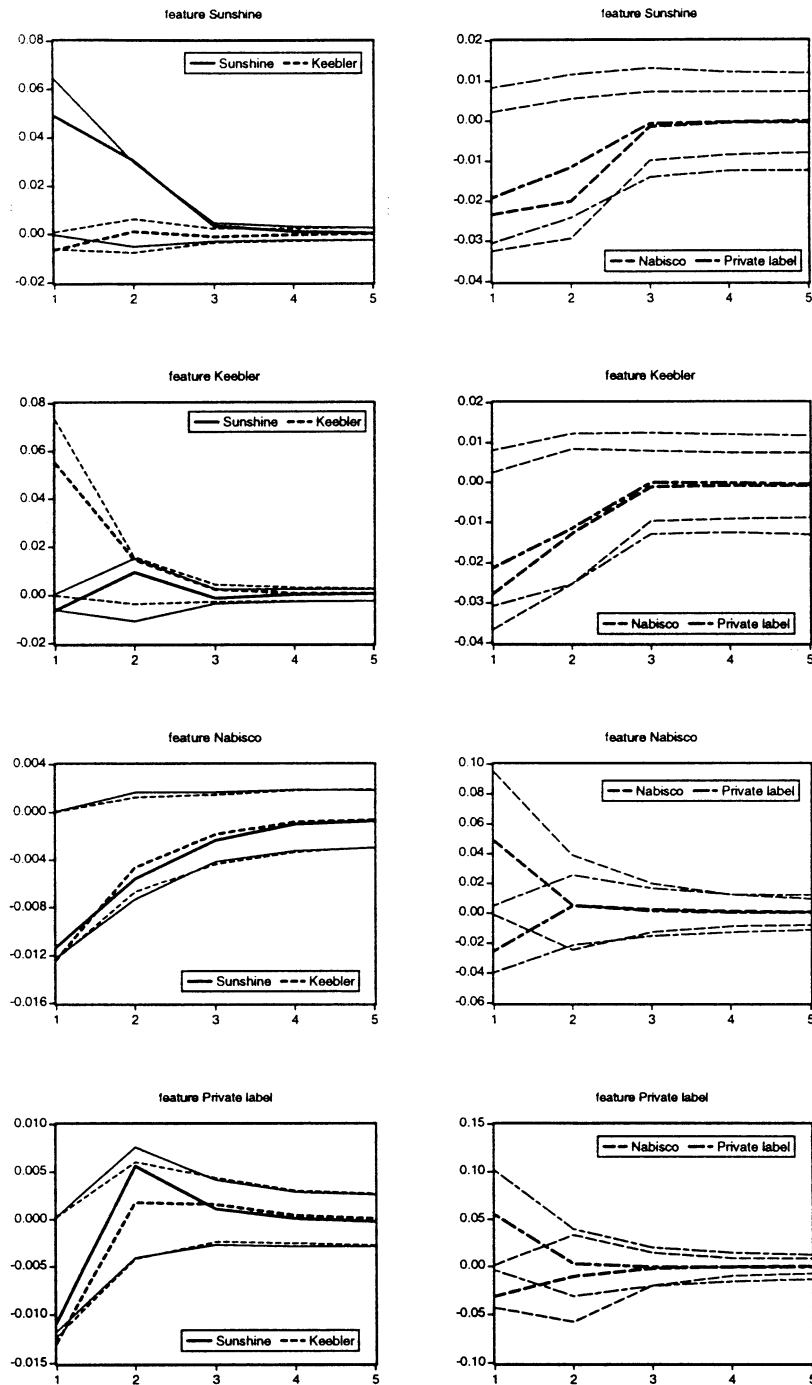 feature Sunshine
0.08
0.06
0.04
0.02
0.00
-0.02
Sunshine Keebler
1 2 3 4 5
feature Sunshine
0.02
0.01
0.00
-0.01
-0.02
-0.03
-0.04
Nabisco Private label
1 2 3 4 5
feature Keebler
0.08
0.06
0.04
0.02
0.00
-0.02
Sunshine Keebler
1 2 3 4 5
feature Keebler
0.02
0.01
0.00
-0.01
-0.02
-0.03
-0.04
Nabisco Private label
1 2 3 4 5
feature Nabisco
0.004
0.000
-0.004
-0.008
-0.012
-0.016
Sunshine Keebler
1 2 3 4 5
feature Nabisco
0.10
0.08
0.06
0.04
0.02
0.00
-0.02
-0.04
-0.06
Nabisco Private label
1 2 3 4 5
feature Private label
0.010
0.005
0.000
-0.005
-0.010
-0.015
Sunshine Keebler
1 2 3 4 5
feature Private label
0.15
0.10
0.05
0.00
-0.05
-0.10
Nabisco Private label
1 2 3 4 5